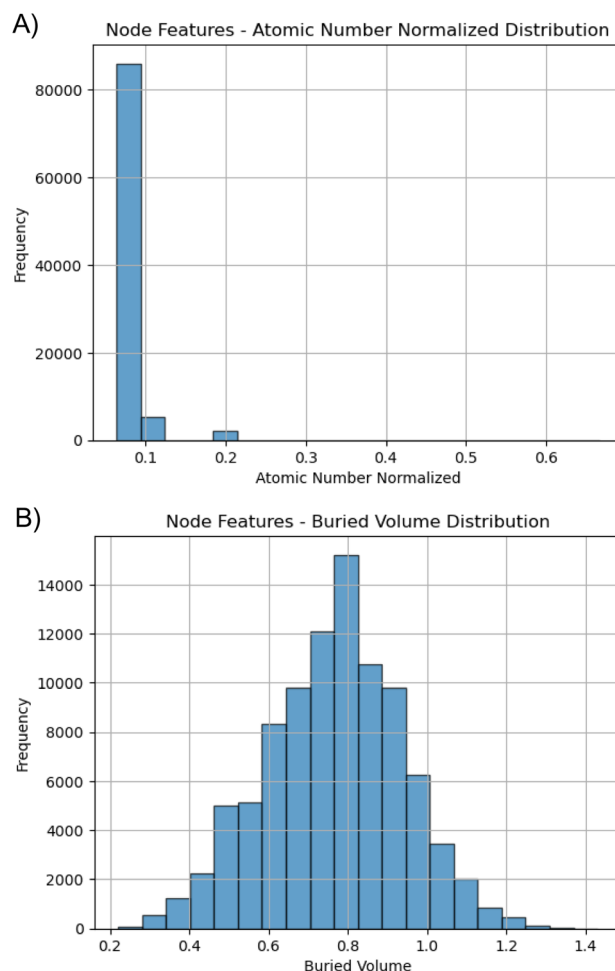 A)
Node Features - Atomic Number Normalized Distribution
80000
60000
40000
20000
0
Frequency
0.1 0.2 0.3 0.4 0.5 0.6
Atomic Number Normalized
B)
Node Features - Buried Volume Distribution
14000
12000
10000
8000
6000
4000
2000
0
Frequency
0.2 0.4 0.6 0.8 1.0 1.2 1.4
Buried Volume